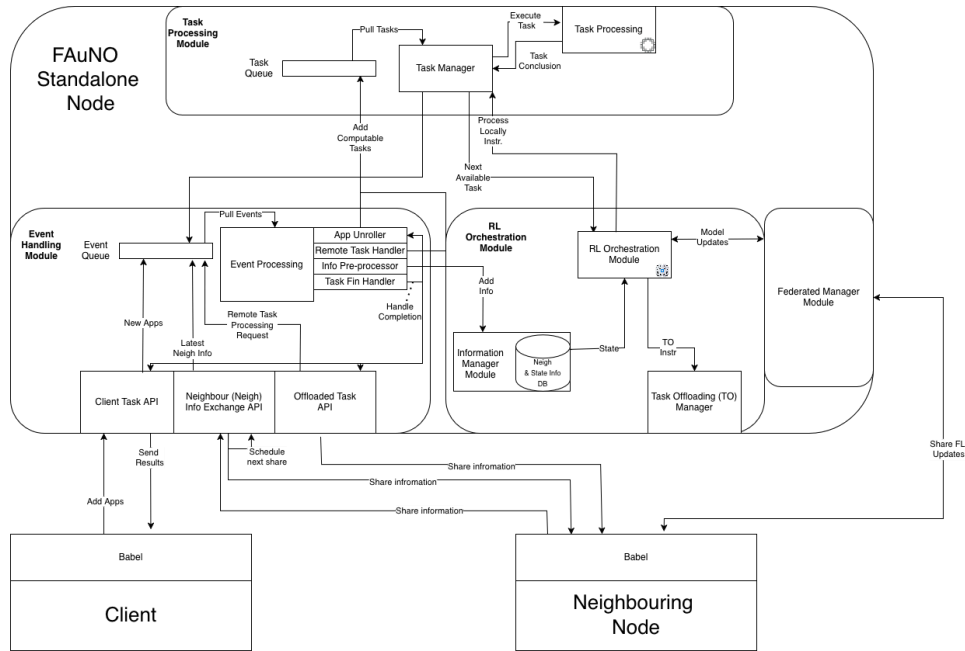 Task
Processing
Module
Execute
Task
Pull Tasks
Task Processing
FAuNO
Standalone
Node
Task
Queue
Task Manager
Task
Conclusion
Add
Computable
Tasks
Process
Locally
Instr.
Next
Available
Task
Event
Handling
Module
Pull Events
Event
Queue
Event Processing
App Unroller
Remote Task Handler
Info Pre-processor
Task Fin Handler
RL
Orchestration
Module
RL Orchestration
Module
Model
Updates
Federated Manager
Module
Add
Info
Handle
Completion
New Apps
Latest
Neigh Info
Remote Task
Processing
Request
Information
Manager
Module
Neigh
& State Info
DB
State
TO
Instr
Client Task API
Neighbour (Neigh)
Info Exchange API
Offloaded Task
API
Task Offloading (TO)
Manager
Send
Results
Schedule
next share
Share infromation
Share infromation
Share information
Add Apps
Share FL
Updates
Babel
Client
Babel
Neighbouring
Node